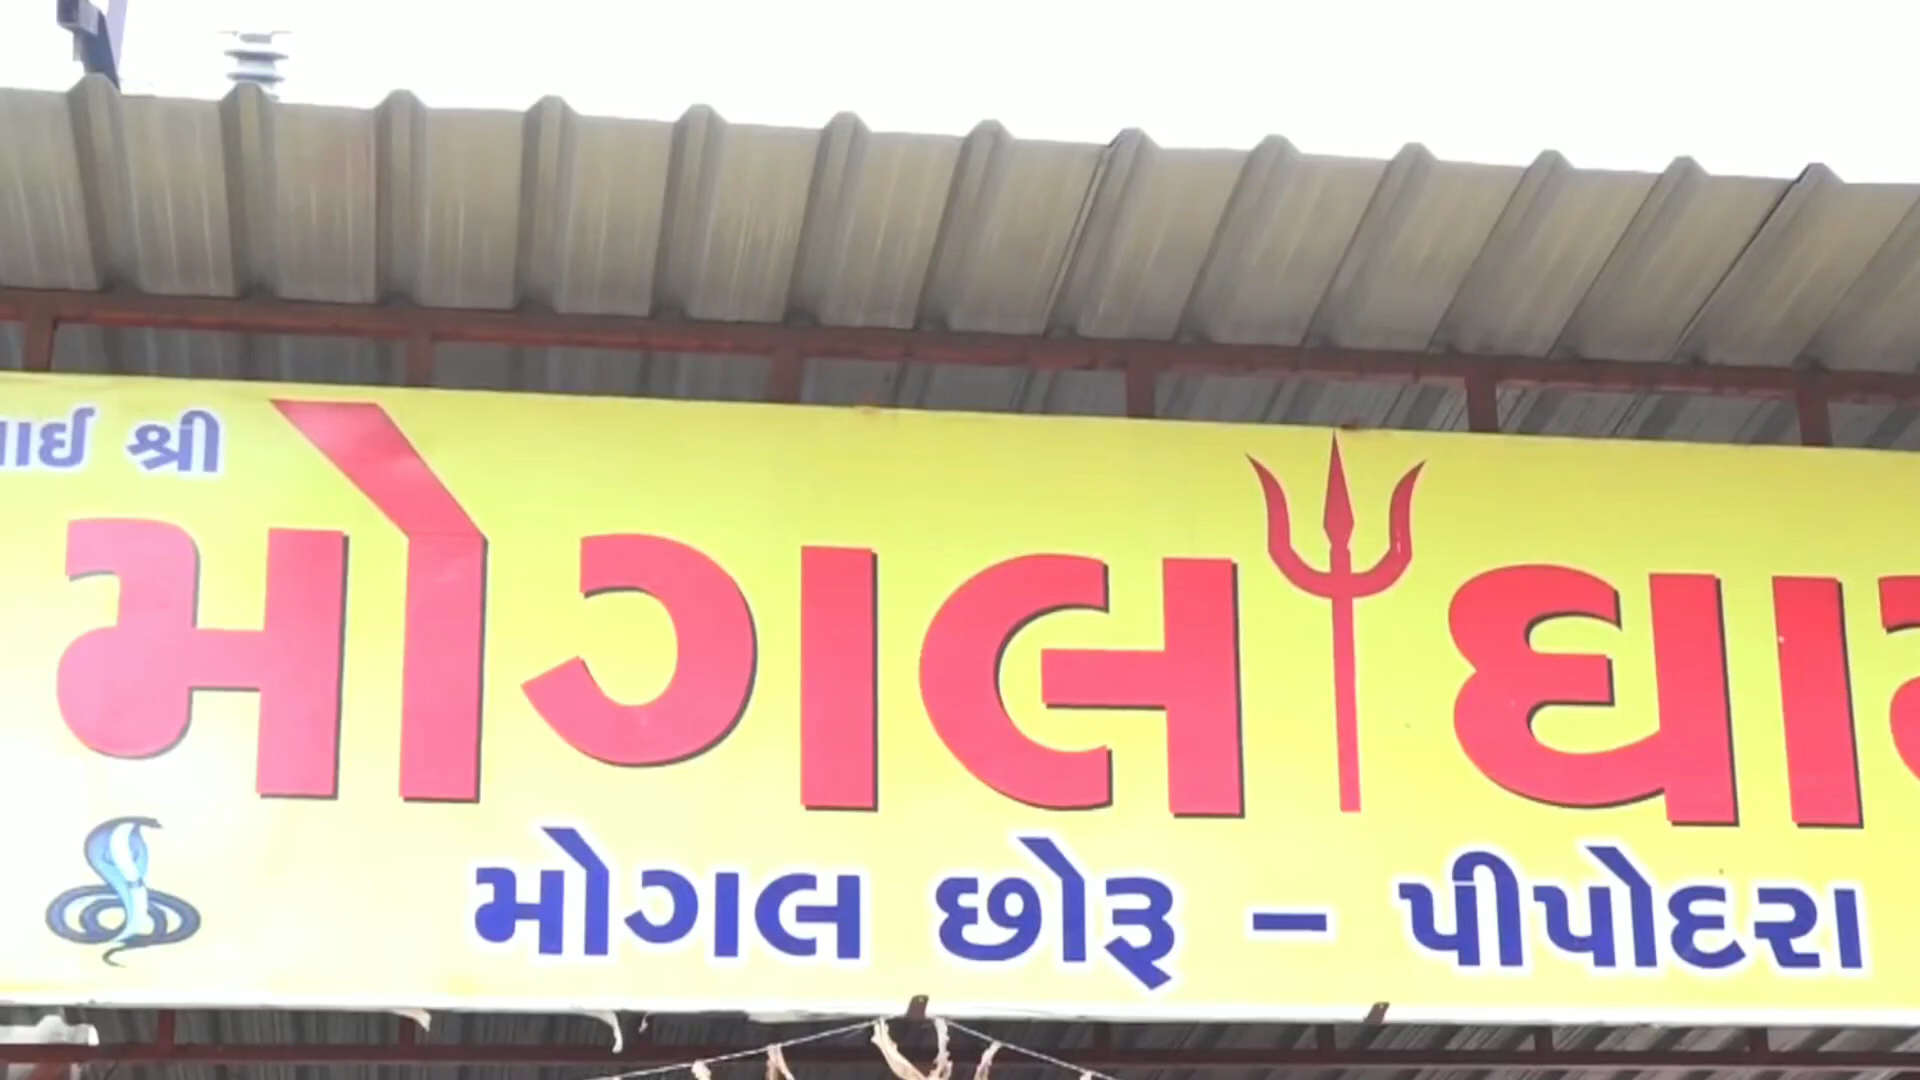 શ્રી
મોગલ ધામ
મોગલ છોરૂ - પીપોદરા